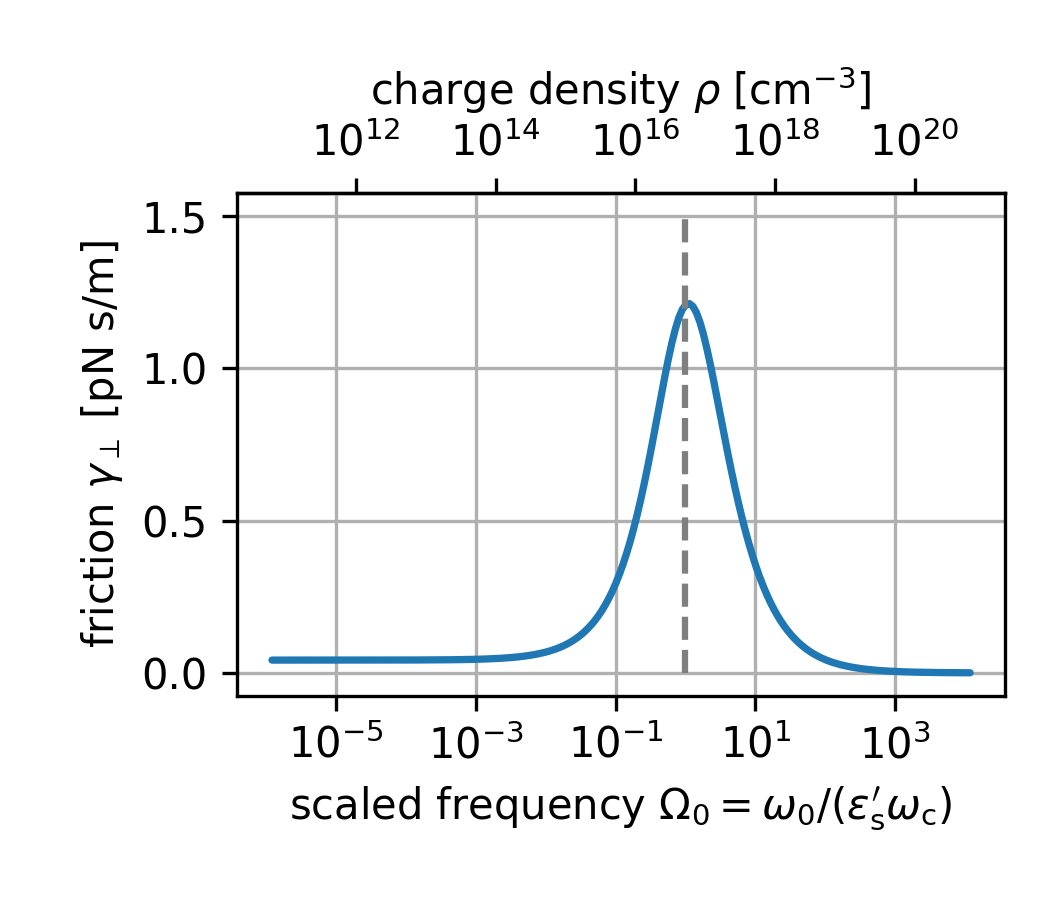 charge density ρ [cm⁻³]
10¹² 10¹⁴ 10¹⁶ 10¹⁸ 10²⁰
friction γ⊥ [pN s/m]
1.5
1.0
0.5
0.0
10⁻⁵ 10⁻³ 10⁻¹ 10¹ 10³
scaled frequency Ω₀ = ω₀/(ε′ₛω_c)